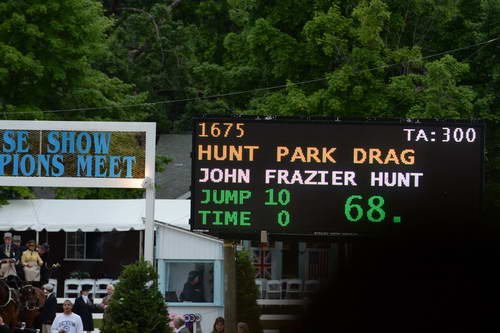 SE SHOW
PIONS MEET
1675 TA:300
HUNT PARK DRAG
JOHN FRAZIER HUNT
JUMP 10
TIME 0
68.